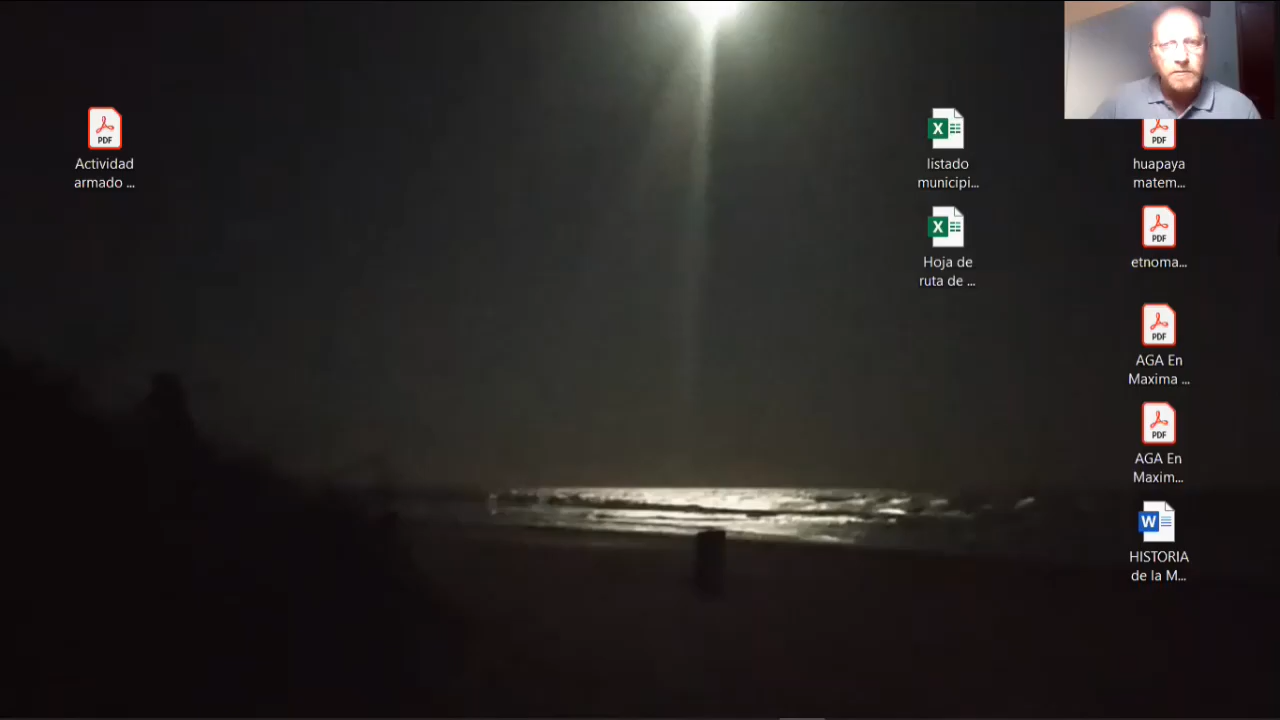 PDF
Actividad
armado ...
X
listado
municipi...
X
Hoja de
ruta de ...
PDF
huapaya
matem...
PDF
etnoma...
PDF
AGA En
Maxima ...
PDF
AGA En
Maxim...
W
HISTORIA
de la M...